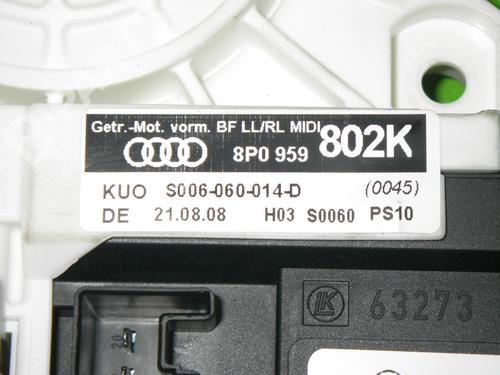 Getr.-Mot. vorm. BF LL/RL MIDI
8P0 959 802K
KUO S006-060-014-D (0045)
DE 21.08.08 H03 S0060 PS10
LK 63273
20